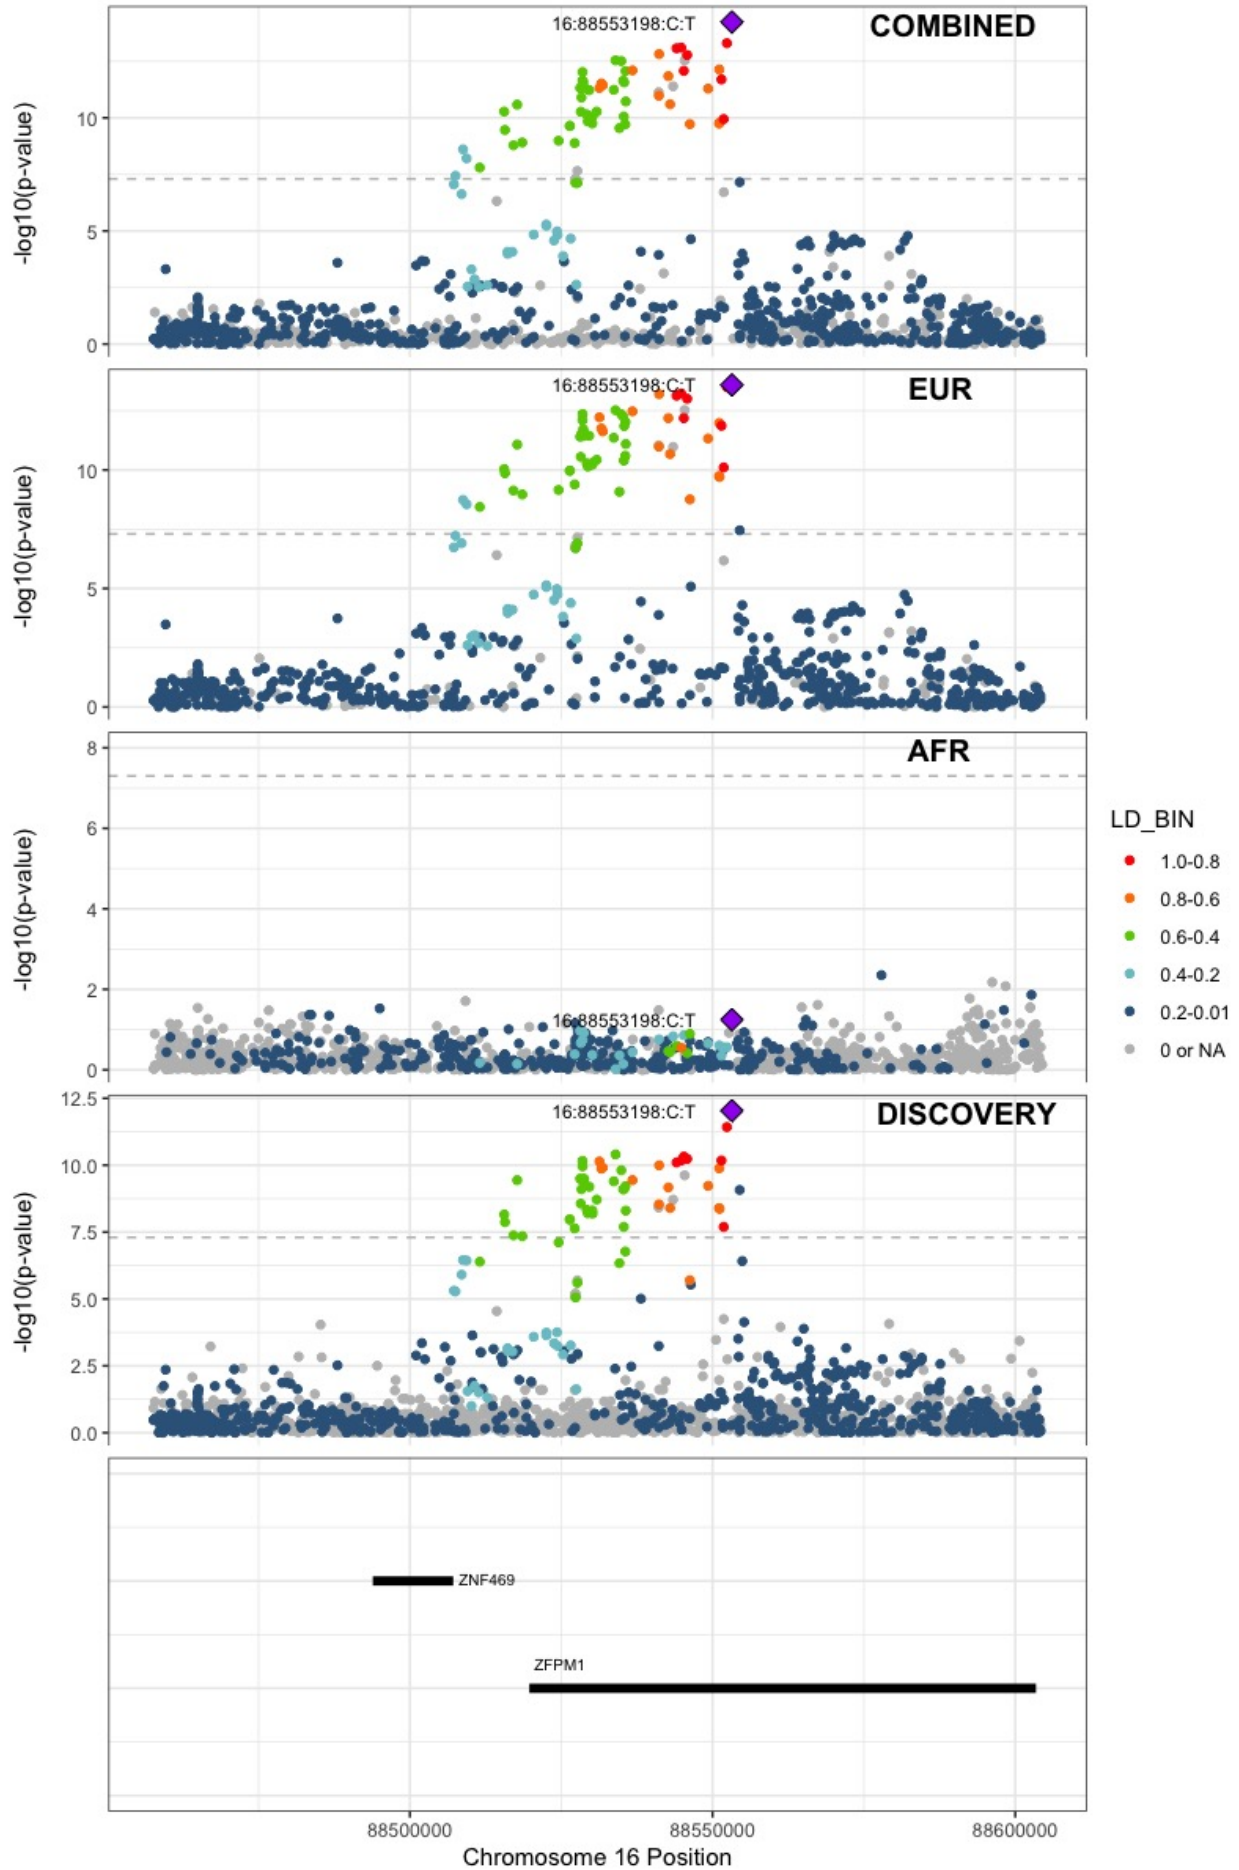 COMBINED
16:88553198:C:T
-log10(p-value)
10
5
0
EUR
16:88553198:C:T
-log10(p-value)
10
5
0
AFR
16:88553198:C:T
-log10(p-value)
8
6
4
2
0
DISCOVERY
16:88553198:C:T
-log10(p-value)
12.5
10.0
7.5
5.0
2.5
0.0
LD_BIN
1.0-0.8
0.8-0.6
0.6-0.4
0.4-0.2
0.2-0.01
0 or NA
ZNF469
ZFPM1
88500000 88550000 88600000
Chromosome 16 Position